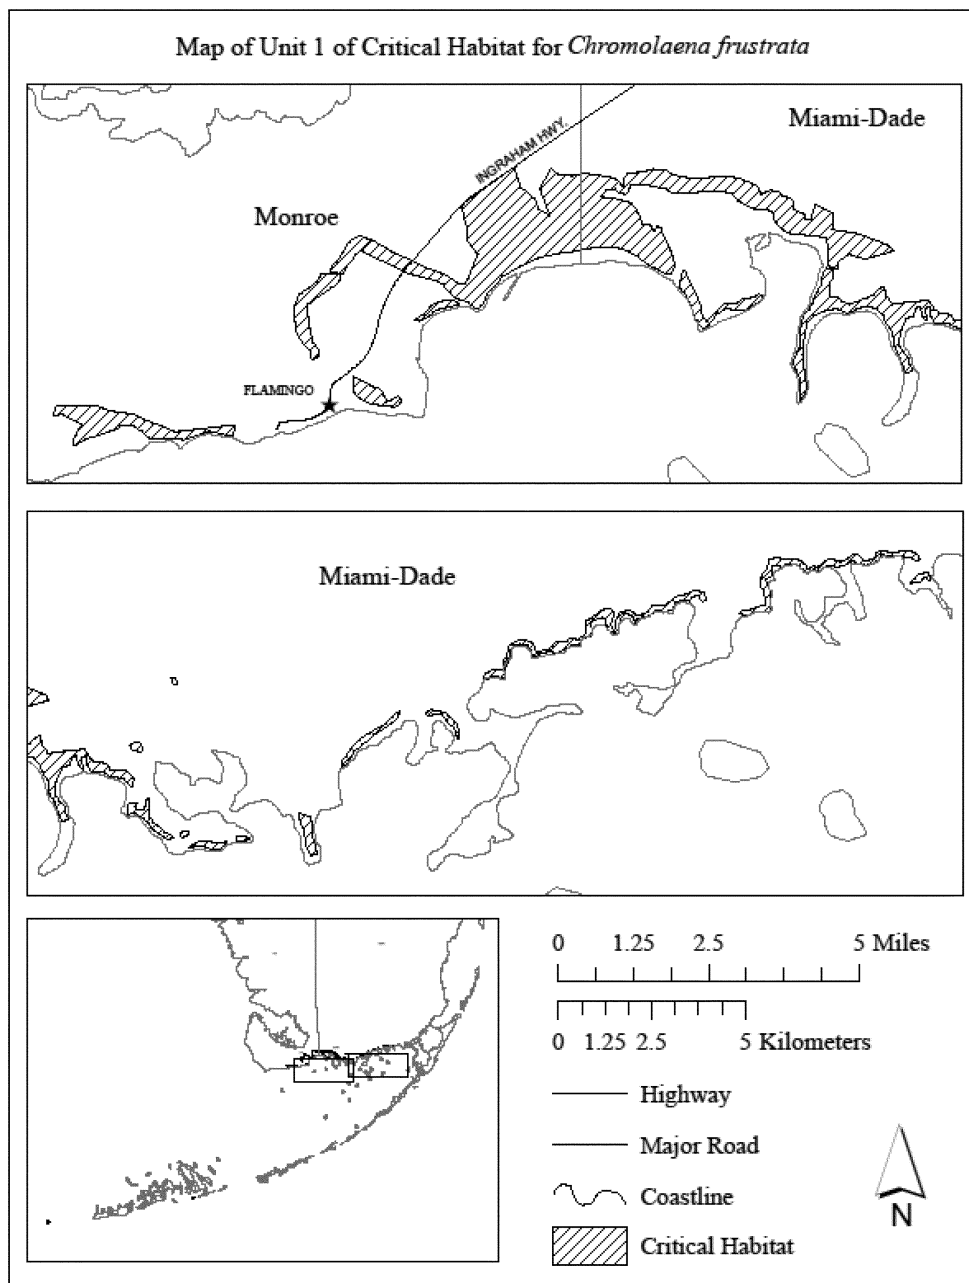 Map of Unit 1 of Critical Habitat for Chromolaena frustrata
Miami-Dade
INGRAHAM HWY.
Monroe
FLAMINGO
Miami-Dade
0 1.25 2.5 5 Miles
0 1.25 2.5 5 Kilometers
Highway
Major Road
Coastline
Critical Habitat
N